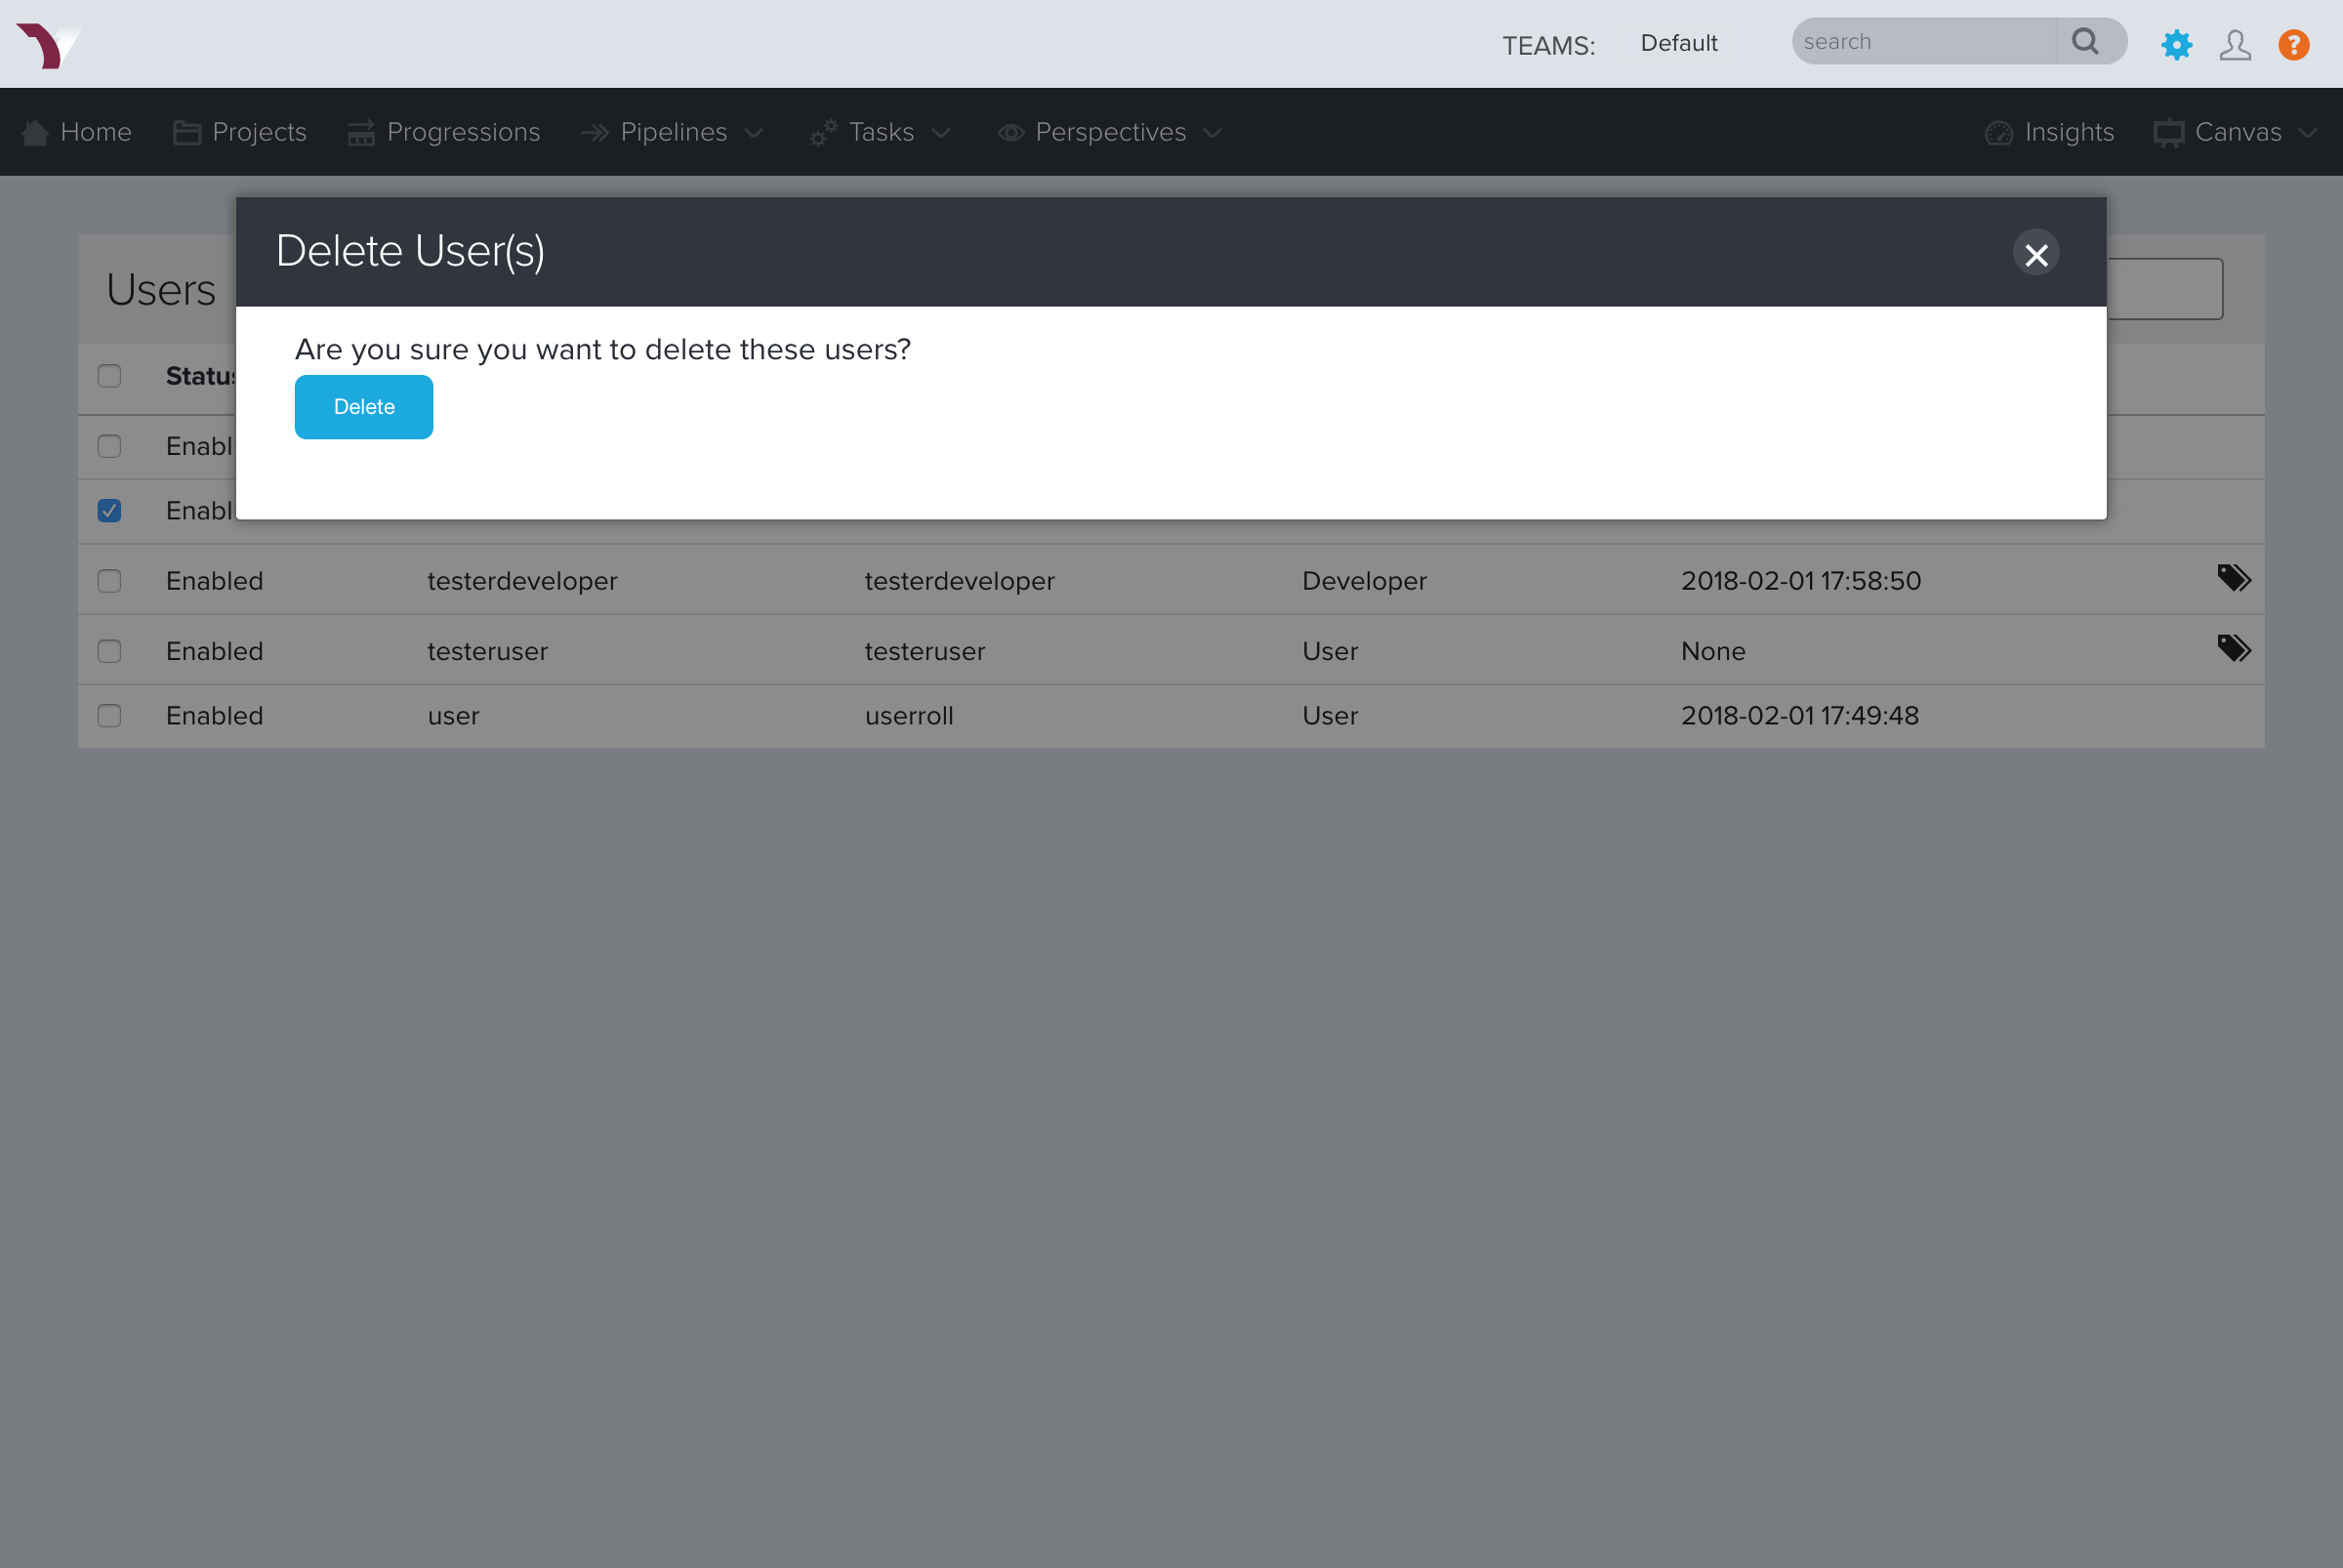 TEAMS: Default search
Home Projects Progressions Pipelines Tasks Perspectives Insights Canvas
Delete User(s)
Users
Are you sure you want to delete these users?
Status
Delete
Enabl
Enabl
Enabled testerdeveloper testerdeveloper Developer 2018-02-01 17:58:50
Enabled testeruser testeruser User None
Enabled user userroll User 2018-02-01 17:49:48